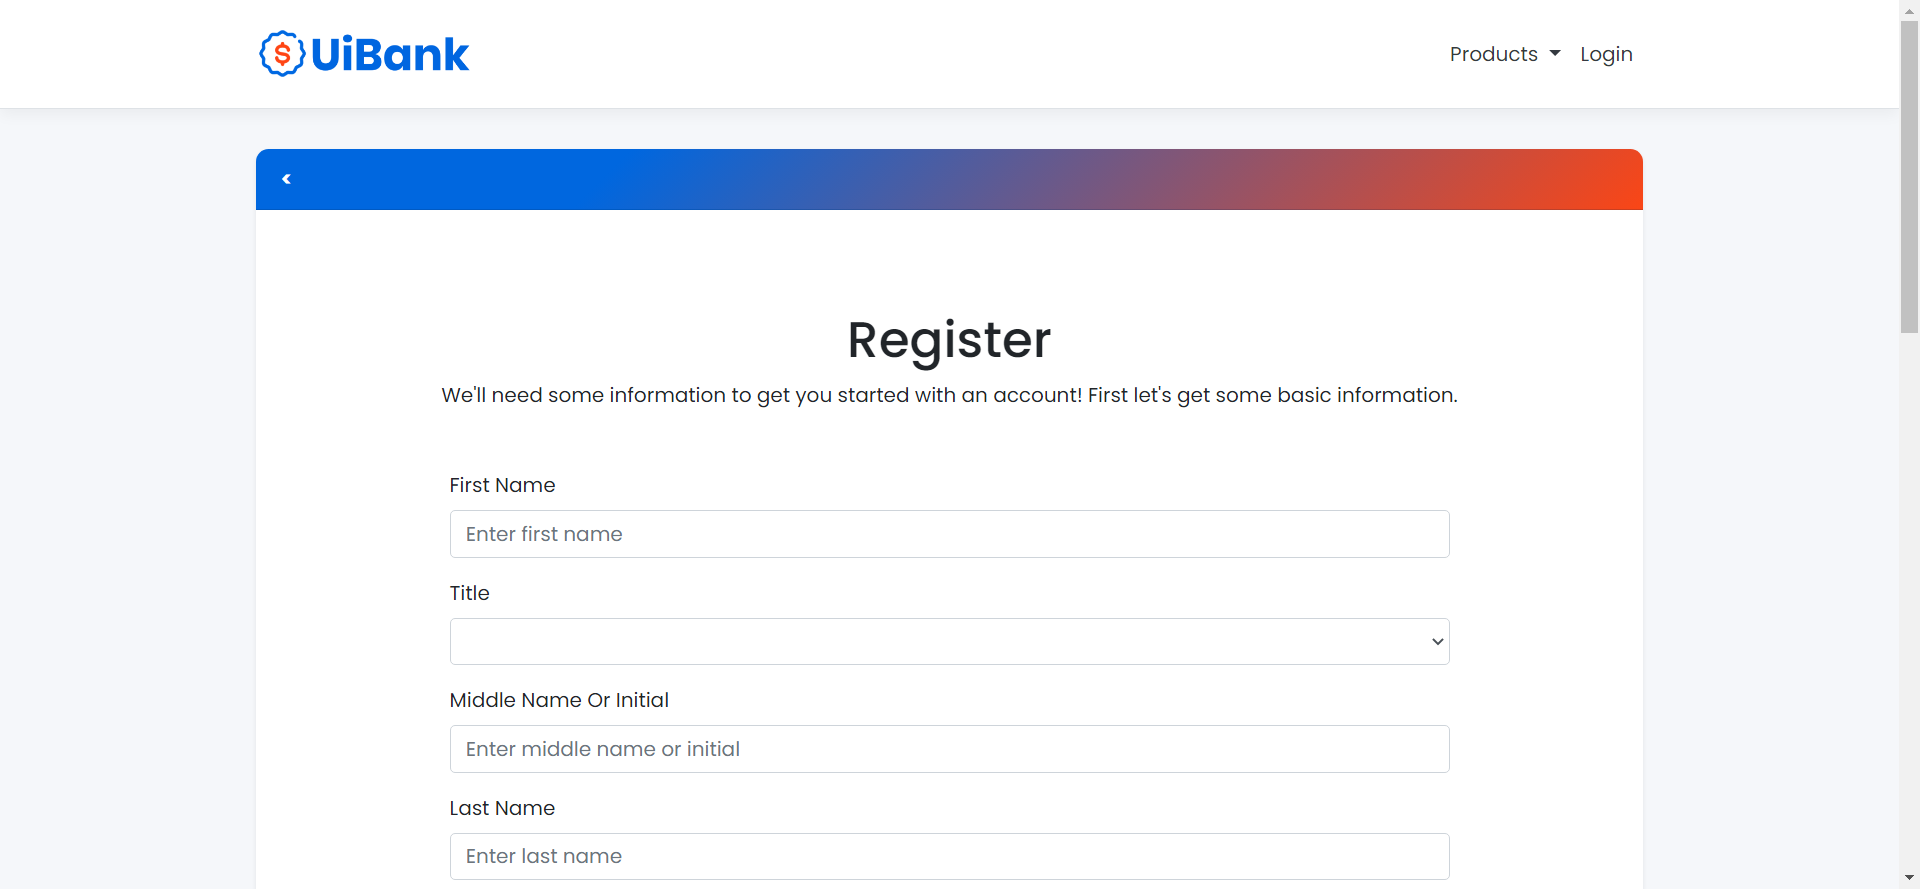 $ UiBank
Products Login
Register
We'll need some information to get you started with an account! First let's get some basic information.
First Name
Enter first name
Title
Middle Name Or Initial
Enter middle name or initial
Last Name
Enter last name